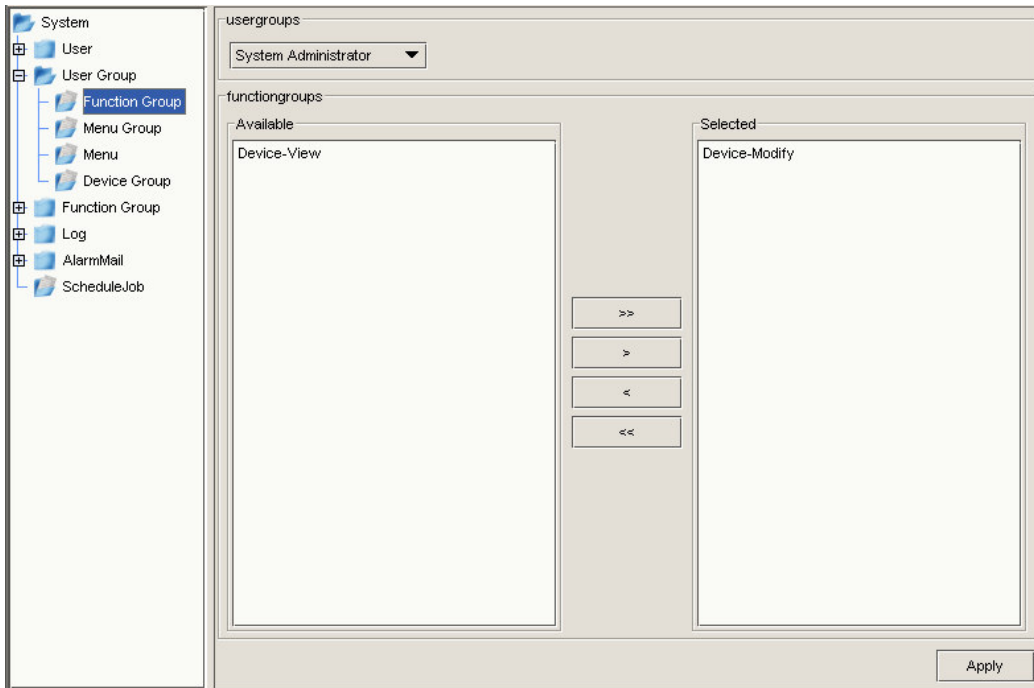 System
User
User Group
Function Group
Menu Group
Menu
Device Group
Function Group
Log
AlarmMail
ScheduleJob
usergroups
System Administrator
functiongroups
Available
Device-View
>>
>
<
<<
Selected
Device-Modify
Apply